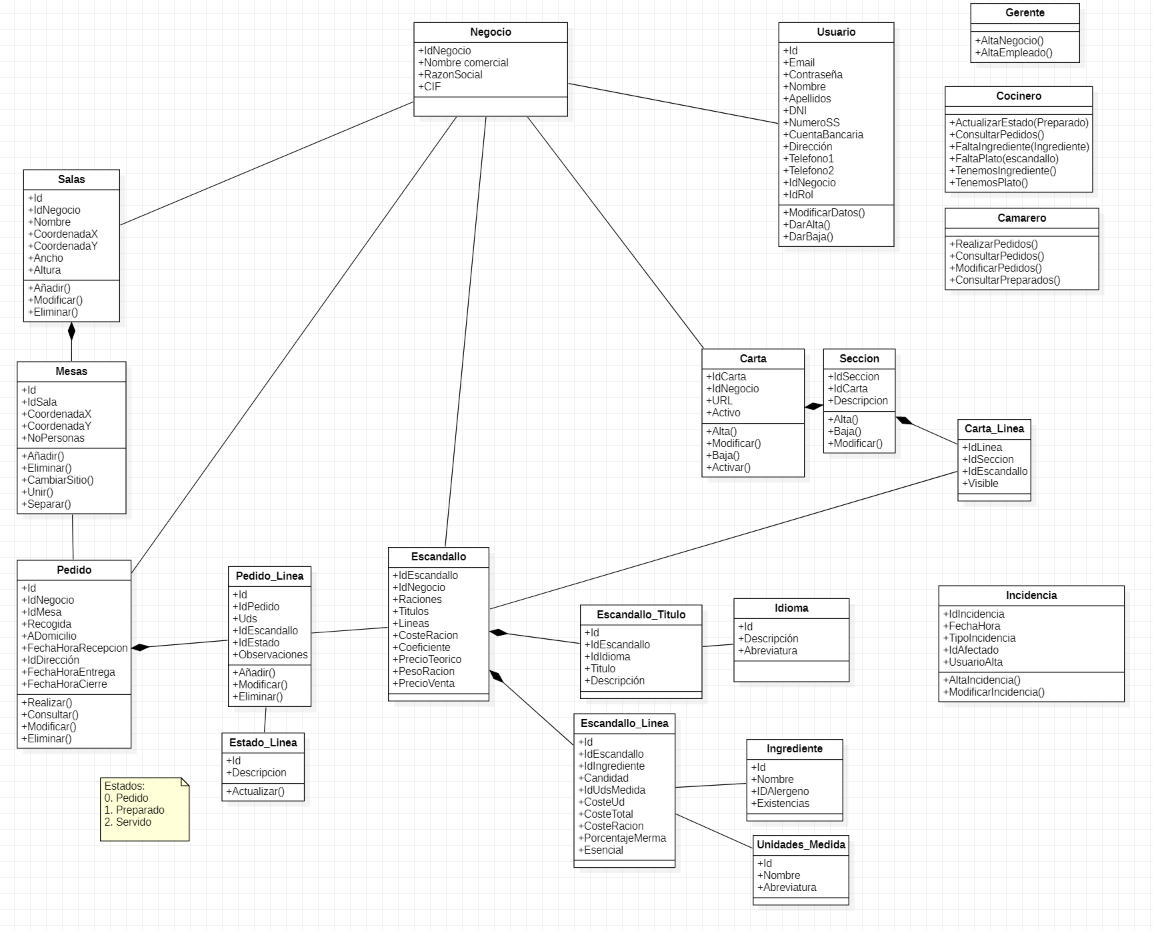 Negocio
+IdNegocio
+Nombre comercial
+RazonSocial
+CIF
Usuario
+Id
+Email
+Contraseña
+Nombre
+Apellidos
+DNI
+NumeroSS
+CuentaBancaria
+Dirección
+Telefono1
+Telefono2
+IdNegocio
+IdRol
+ModificarDatos()
+DarAlta()
+DarBaja()
Gerente
+AltaNegocio()
+AltaEmpleado()
Cocinero
+ActualizarEstado(Preparado)
+ConsultarPedidos()
+FaltaIngrediente(Ingrediente)
+FaltaPlato(escandallo)
+TenemosIngrediente()
+TenemosPlato()
Camarero
+RealizarPedidos()
+ConsultarPedidos()
+ModificarPedidos()
+ConsultarPreparados()
Salas
+Id
+IdNegocio
+Nombre
+CoordenadaX
+CoordenadaY
+Ancho
+Altura
+Añadir()
+Modificar()
+Eliminar()
Mesas
+Id
+IdSala
+CoordenadaX
+CoordenadaY
+NoPersonas
+Añadir()
+Eliminar()
+CambiarSitio()
+Unir()
+Separar()
Carta
+IdCarta
+IdNegocio
+URL
+Activo
+Alta()
+Modificar()
+Baja()
+Activar()
Seccion
+IdSeccion
+IdCarta
+Descripcion
+Alta()
+Baja()
+Modificar()
Carta_Linea
+IdLinea
+IdSeccion
+IdEscandallo
+Visible
Pedido
+Id
+IdNegocio
+IdMesa
+Recogida
+ADomicilio
+FechaHoraRecepcion
+IdDirección
+FechaHoraEntrega
+FechaHoraCierre
+Realizar()
+Consultar()
+Modificar()
+Eliminar()
Pedido_Linea
+Id
+IdPedido
+Uds
+IdEscandallo
+IdEstado
+Observaciones
+Añadir()
+Modificar()
+Eliminar()
Estado_Linea
+Id
+Descripcion
+Actualizar()
Estados:
0. Pedido
1. Preparado
2. Servido
Escandallo
+IdEscandallo
+IdNegocio
+Raciones
+Titulos
+Lineas
+CosteRacion
+Coeficiente
+PrecioTeorico
+PesoRacion
+PrecioVenta
Escandallo_Titulo
+Id
+IdEscandallo
+IdIdioma
+Titulo
+Descripción
Idioma
+Id
+Descripción
+Abreviatura
Escandallo_Linea
+Id
+IdEscandallo
+IdIngrediente
+Candidad
+IdUdsMedida
+CosteUd
+CosteTotal
+CosteRacion
+PorcentajeMerma
+Esencial
Ingrediente
+Id
+Nombre
+IDAlergeno
+Existencias
Unidades_Medida
+Id
+Nombre
+Abreviatura
Incidencia
+IdIncidencia
+FechaHora
+TipoIncidencia
+IdAfectado
+UsuarioAlta
+AltaIncidencia()
+ModificarIncidencia()